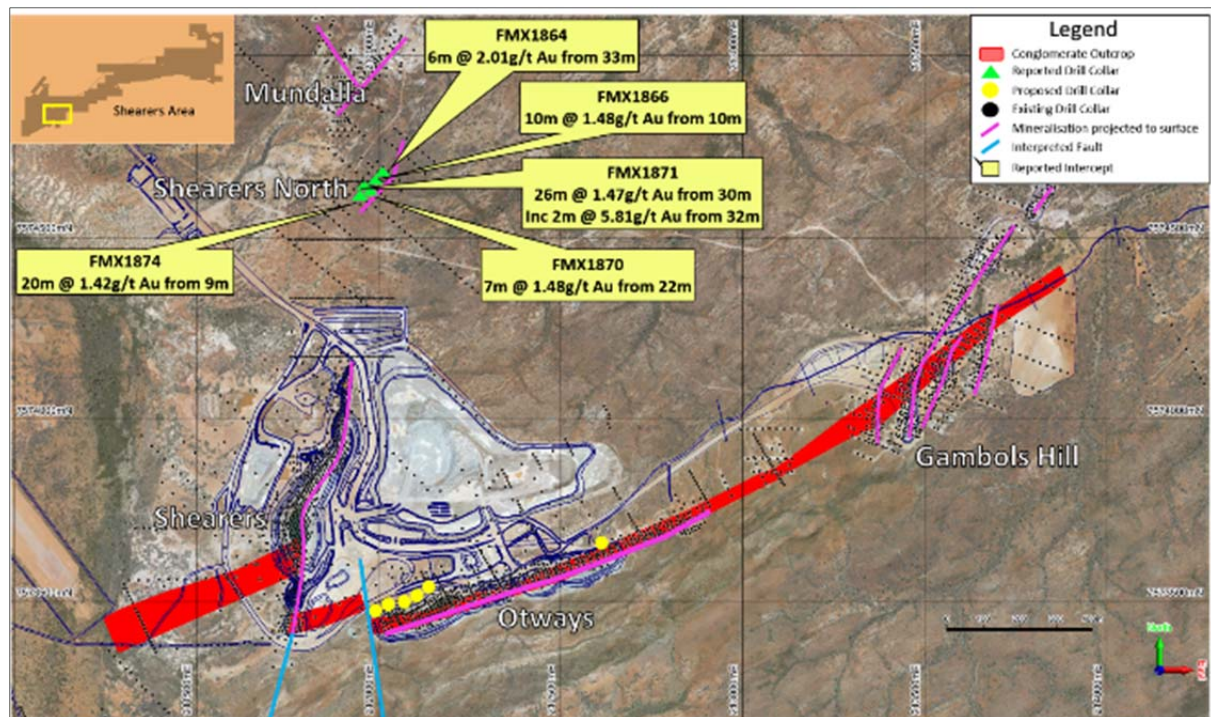 Shearers Area
FMX1864
6m @ 2.01g/t Au from 33m
Mundalla
FMX1866
10m @ 1.48g/t Au from 10m
Shearers North
FMX1871
26m @ 1.47g/t Au from 30m
Inc 2m @ 5.81g/t Au from 32m
FMX1874
20m @ 1.42g/t Au from 9m
FMX1870
7m @ 1.48g/t Au from 22m
Legend
Conglomerate Outcrop
Reported Drill Collar
Proposed Drill Collar
Existing Drill Collar
Mineralisation projected to surface
Interpreted Fault
Reported Intercept
Gambols Hill
Shearers
Otways
North